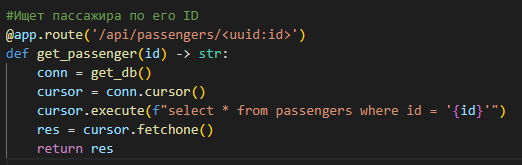 #Ищет пассажира по его ID
@app.route('/api/passengers/<uuid:id>')
def get_passenger(id) -> str:
    conn = get_db()
    cursor = conn.cursor()
    cursor.execute(f"select * from passengers where id = '{id}'")
    res = cursor.fetchone()
    return res